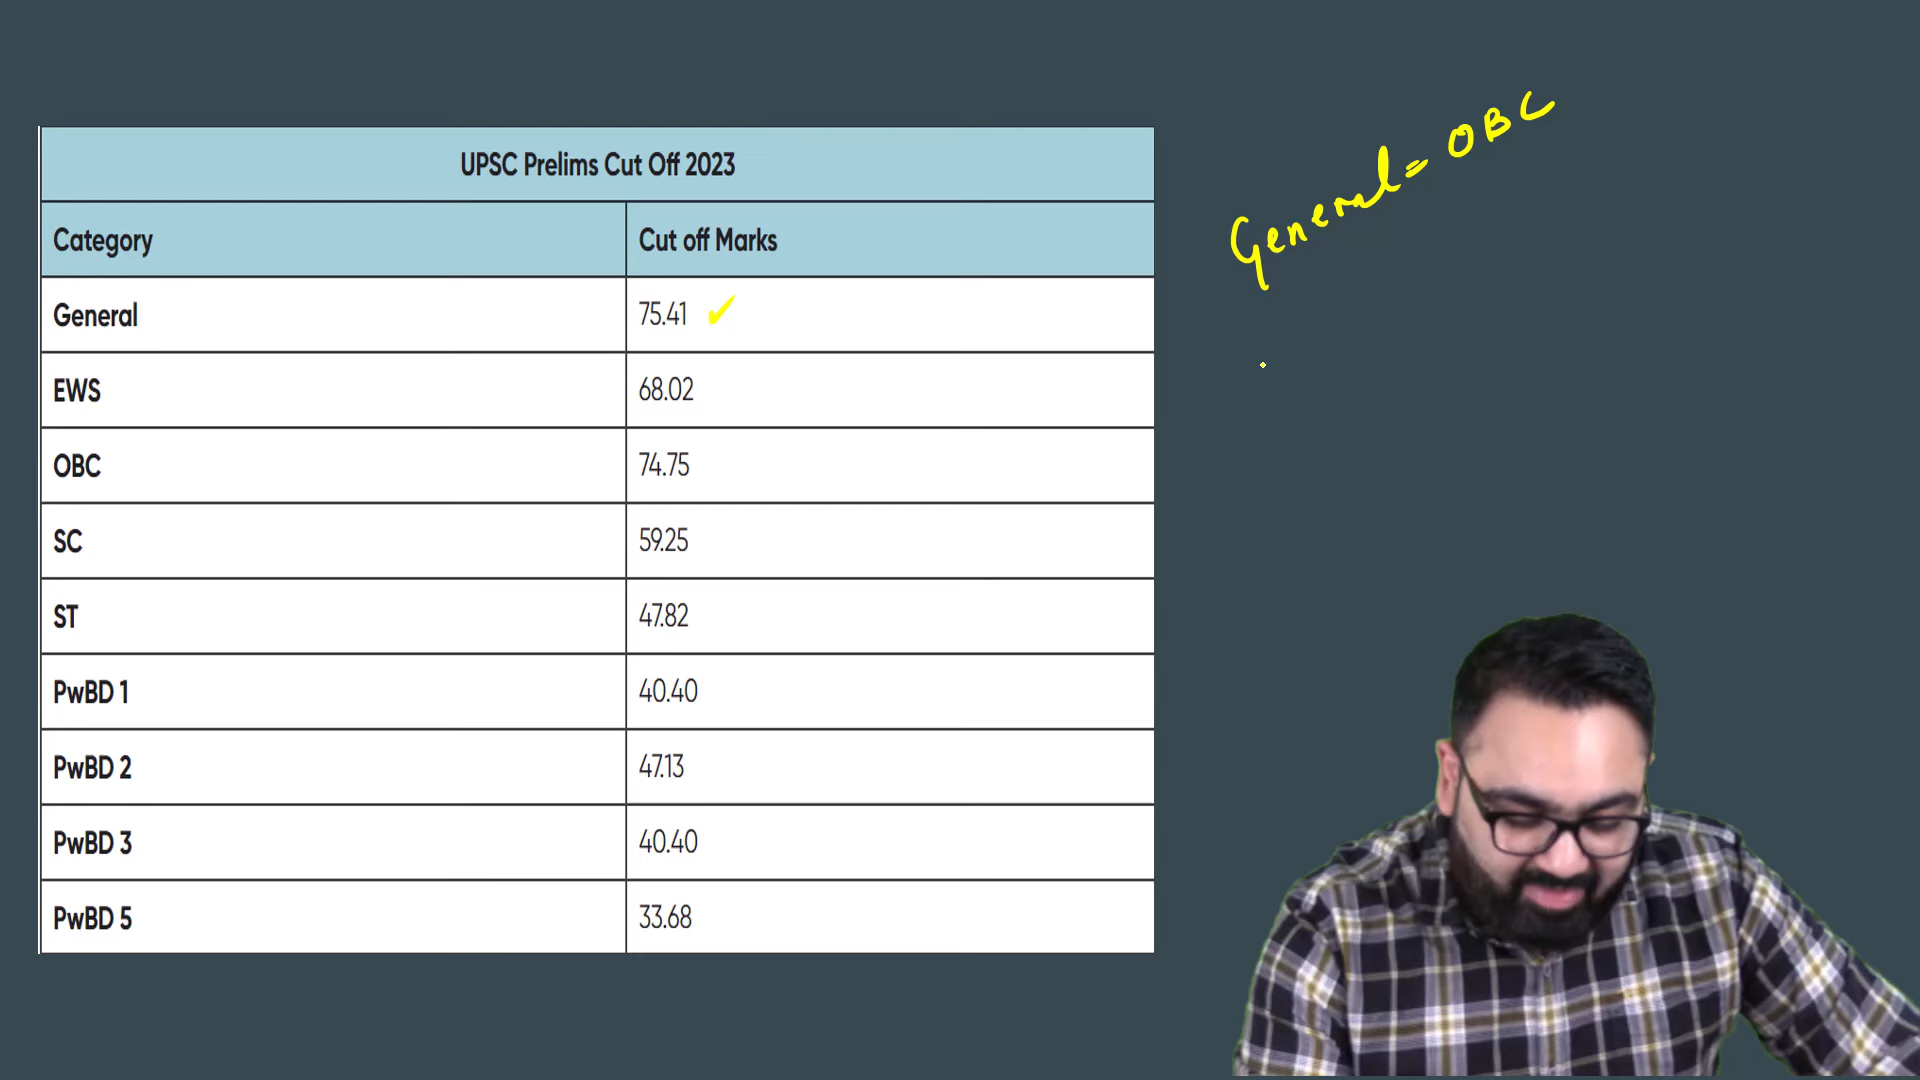 UPSC Prelims Cut Off 2023
Category Cut off Marks
General 75.41
EWS 68.02
OBC 74.75
SC 59.25
ST 47.82
PwBD 1 40.40
PwBD 2 47.13
PwBD 3 40.40
PwBD 5 33.68
General = OBC